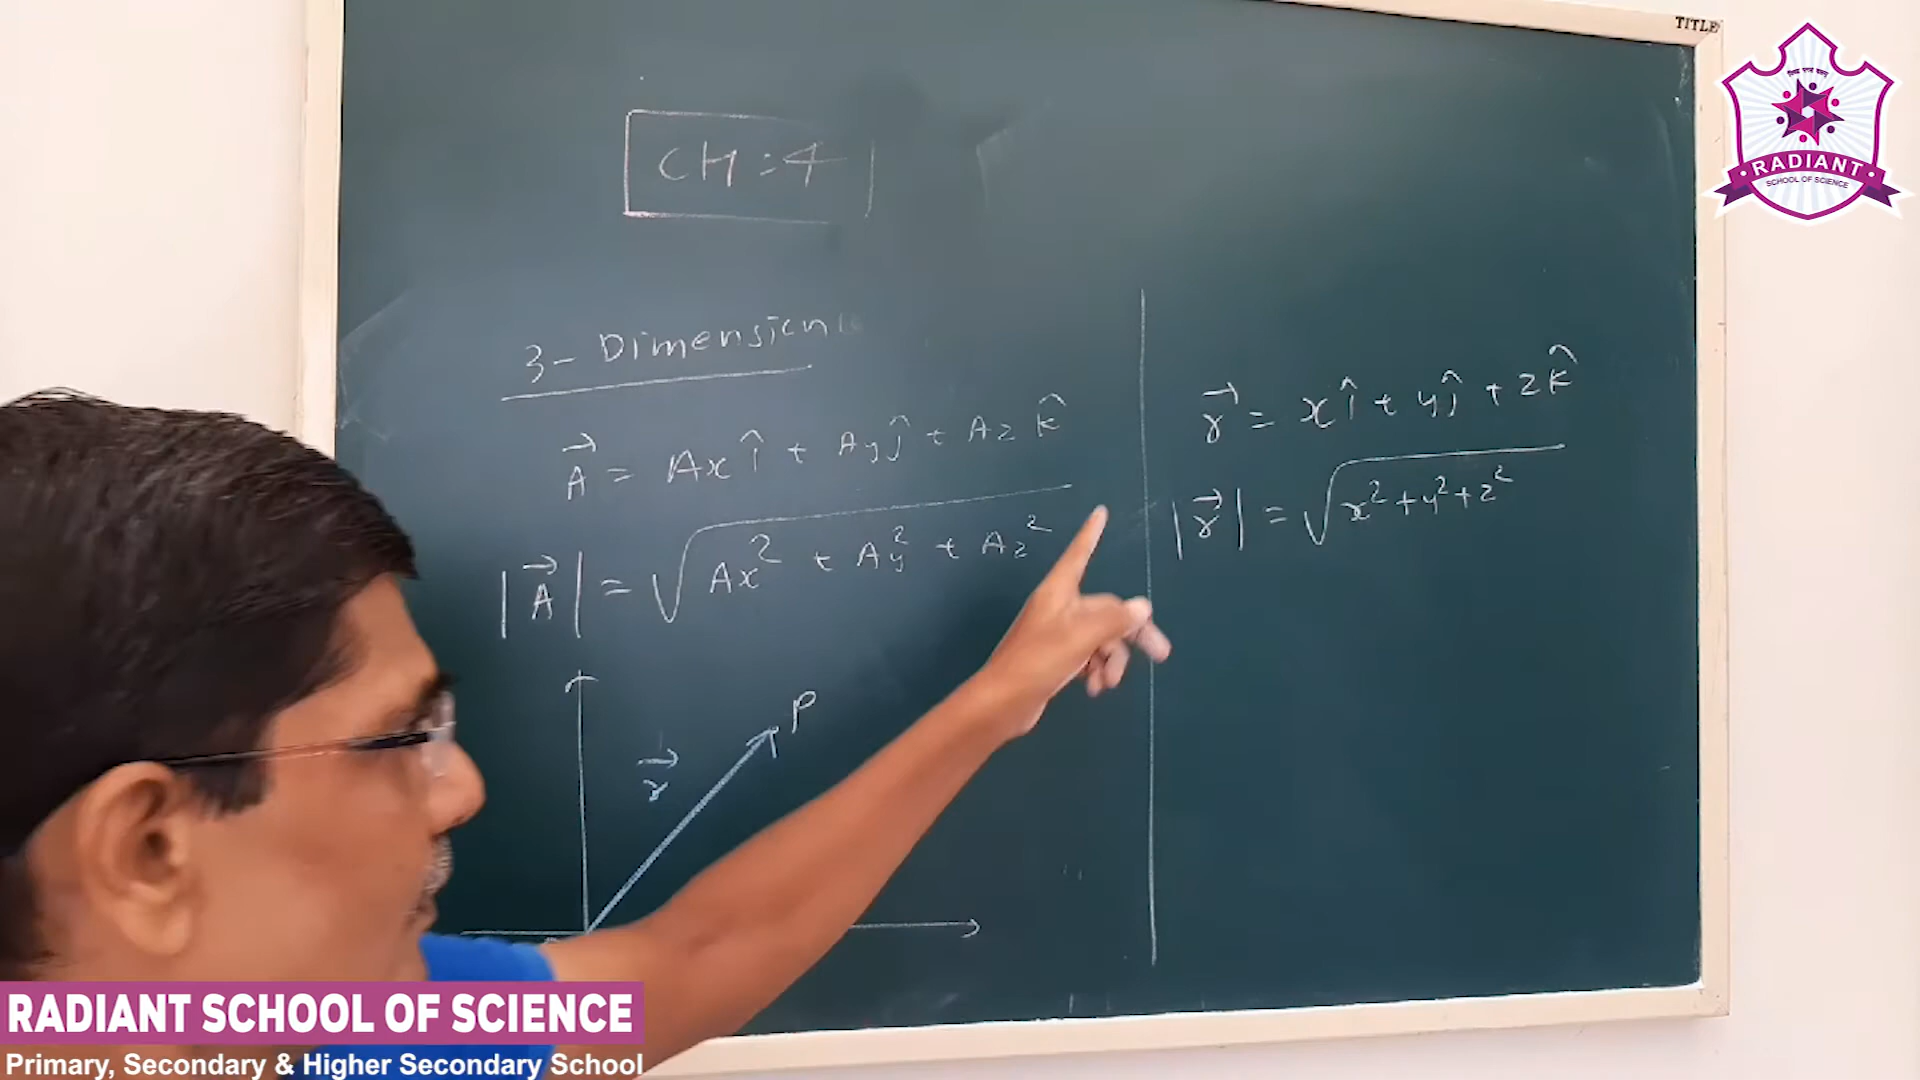 TITLE
RADIANT
SCHOOL OF SCIENCE
CH = 4
3 - Dimension
A⃗ = Ax î + Ay ĵ + Az k̂
|A⃗| = √(Ax² + Ay² + Az²)
P
r⃗
r⃗ = x î + y ĵ + z k̂
|r⃗| = √(x² + y² + z²)
RADIANT SCHOOL OF SCIENCE
Primary, Secondary & Higher Secondary School